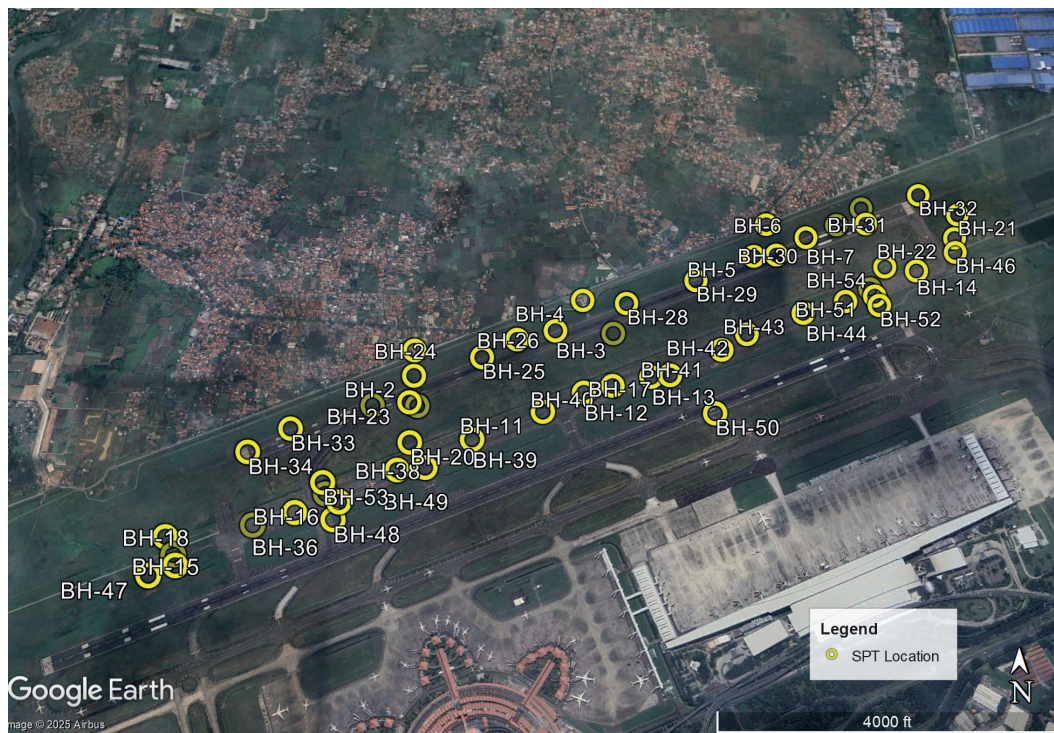 BH-32
BH-6
BH-31
BH-21
BH-30
BH-7
BH-22
BH-46
BH-5
BH-54
BH-14
BH-29
BH-4
BH-28
BH-51
BH-52
BH-43
BH-44
BH-26
BH-3
BH-42
BH-24
BH-25
BH-41
BH-2
BH-17
BH-40
BH-13
BH-23
BH-12
BH-11
BH-50
BH-33
BH-20
BH-39
BH-34
BH-38
BH-53
BH-49
BH-16
BH-48
BH-18
BH-36
BH-15
BH-47
Legend
SPT Location
Google Earth
N
mage © 2025 Airbus
4000 ft